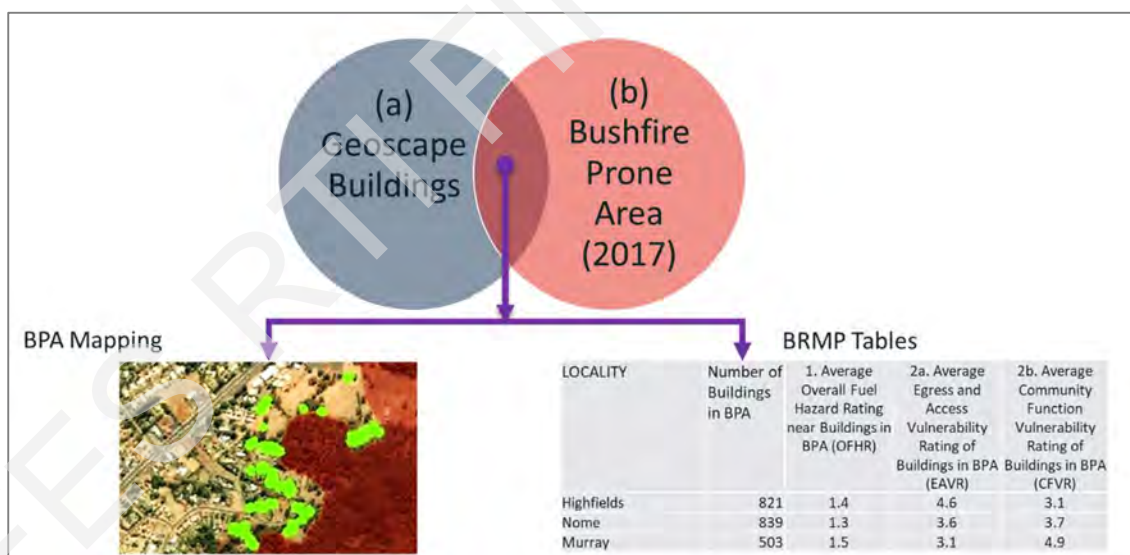 (a)
Geoscape
Buildings
(b)
Bushfire
Prone
Area
(2017)
BPA Mapping
BRMP Tables
LOCALITY
Number of
Buildings
in BPA
1. Average
Overall Fuel
Hazard Rating
near Buildings in
BPA (OFHR)
2a. Average
Egress and
Access
Vulnerability
Rating of
Buildings in BPA
(EAVR)
2b. Average
Community
Function
Vulnerability
Rating of
Buildings in BPA
(CFVR)
Highfields 821 1.4 4.6 3.1
Nome 839 1.3 3.6 3.7
Murray 503 1.5 3.1 4.9